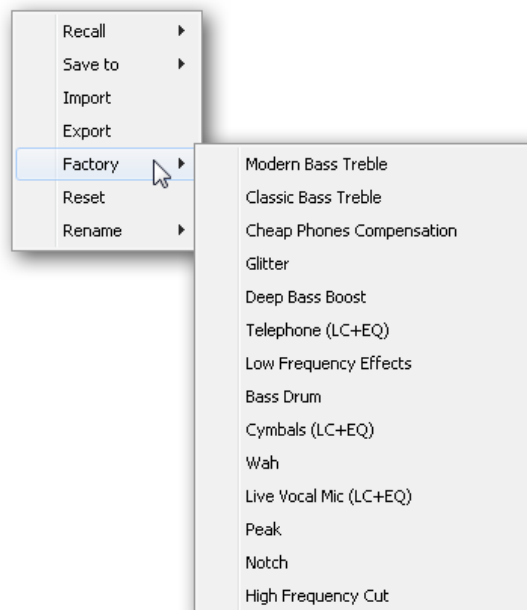 Recall
Save to
Import
Export
Factory
Reset
Rename
Modern Bass Treble
Classic Bass Treble
Cheap Phones Compensation
Glitter
Deep Bass Boost
Telephone (LC+EQ)
Low Frequency Effects
Bass Drum
Cymbals (LC+EQ)
Wah
Live Vocal Mic (LC+EQ)
Peak
Notch
High Frequency Cut